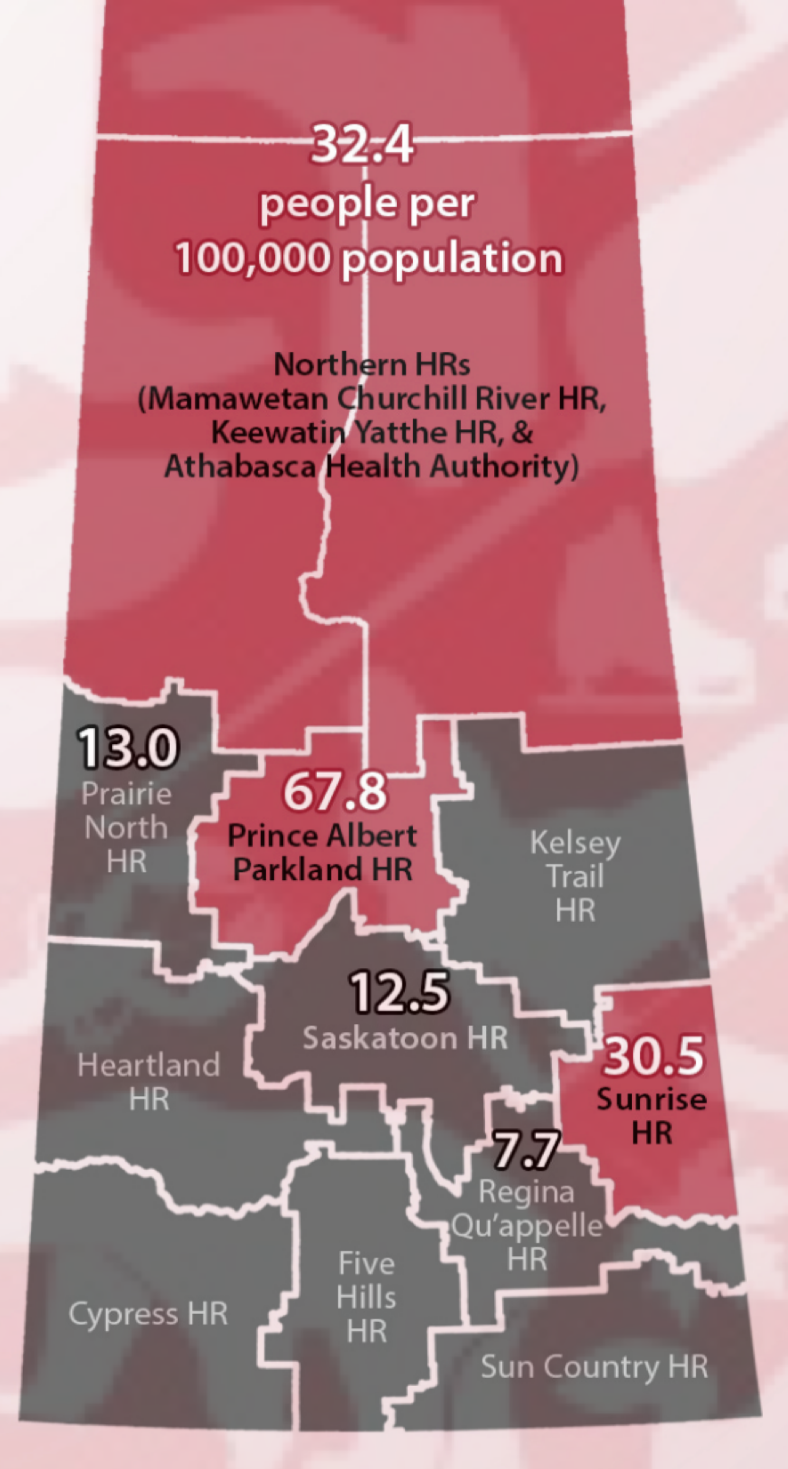 32.4
people per
100,000 population
Northern HRs
(Mamawetan Churchill River HR,
Keewatin Yatthe HR, &
Athabasca Health Authority)
13.0
Prairie
North
HR
67.8
Prince Albert
Parkland HR
Kelsey
Trail
HR
12.5
Saskatoon HR
Heartland
HR
30.5
Sunrise
HR
7.7
Regina
Qu'appelle
HR
Five
Hills
HR
Cypress HR
Sun Country HR